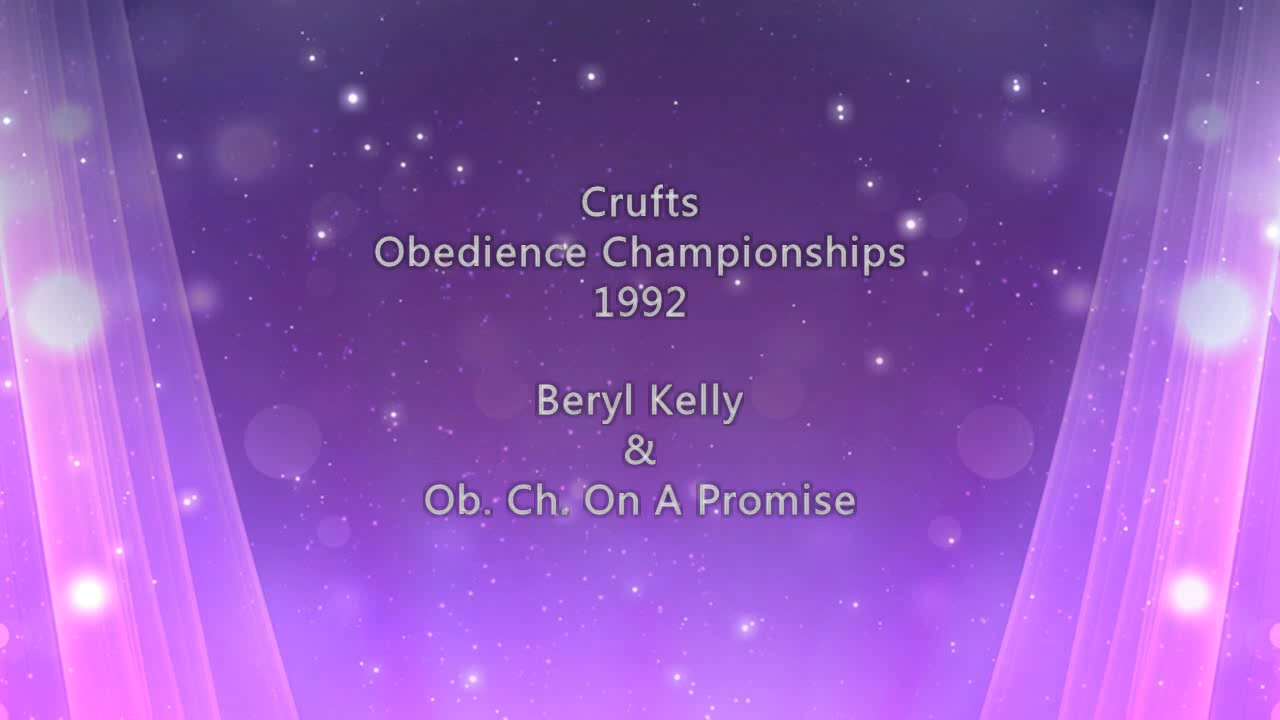 Crufts
Obedience Championships
1992
Beryl Kelly
&
Ob. Ch. On A Promise